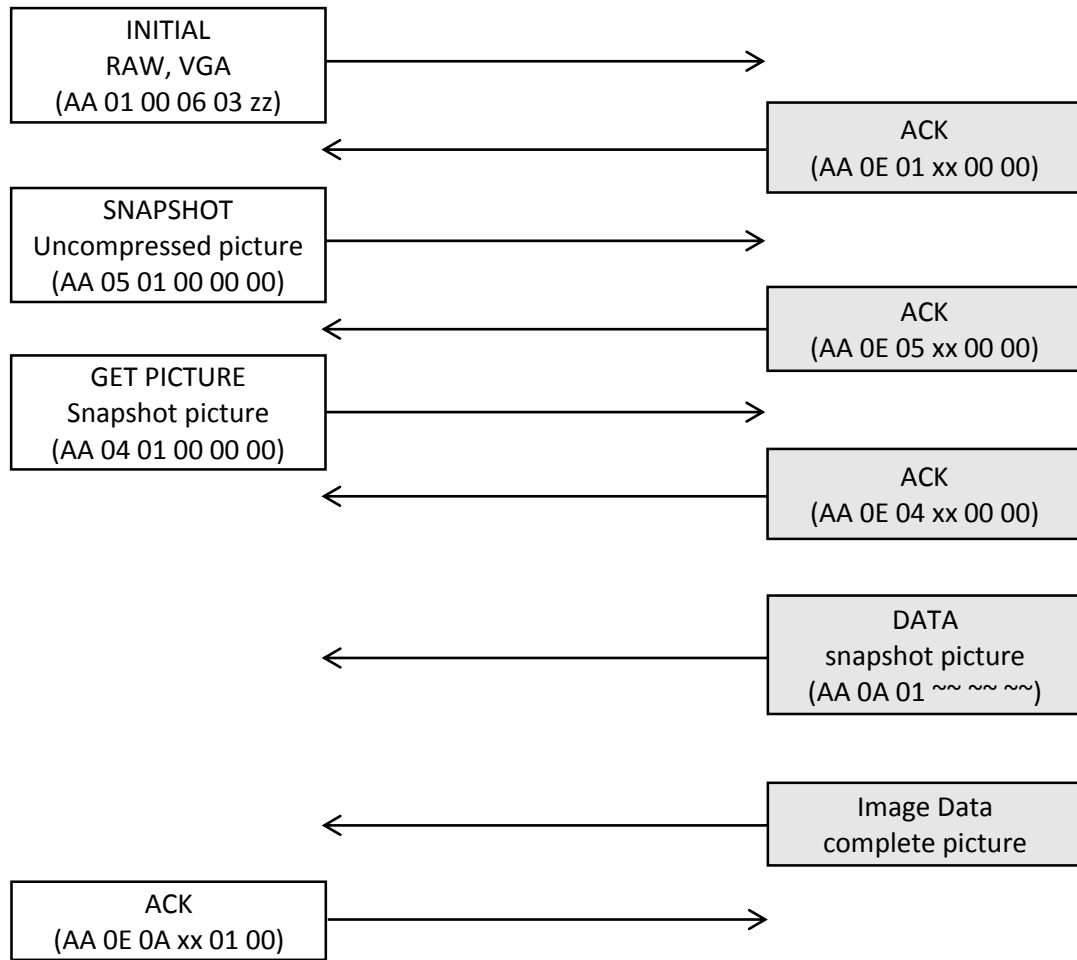 INITIAL
RAW, VGA
(AA 01 00 06 03 zz)
ACK
(AA 0E 01 xx 00 00)
SNAPSHOT
Uncompressed picture
(AA 05 01 00 00 00)
ACK
(AA 0E 05 xx 00 00)
GET PICTURE
Snapshot picture
(AA 04 01 00 00 00)
ACK
(AA 0E 04 xx 00 00)
DATA
snapshot picture
(AA 0A 01 ~~ ~~ ~~)
Image Data
complete picture
ACK
(AA 0E 0A xx 01 00)